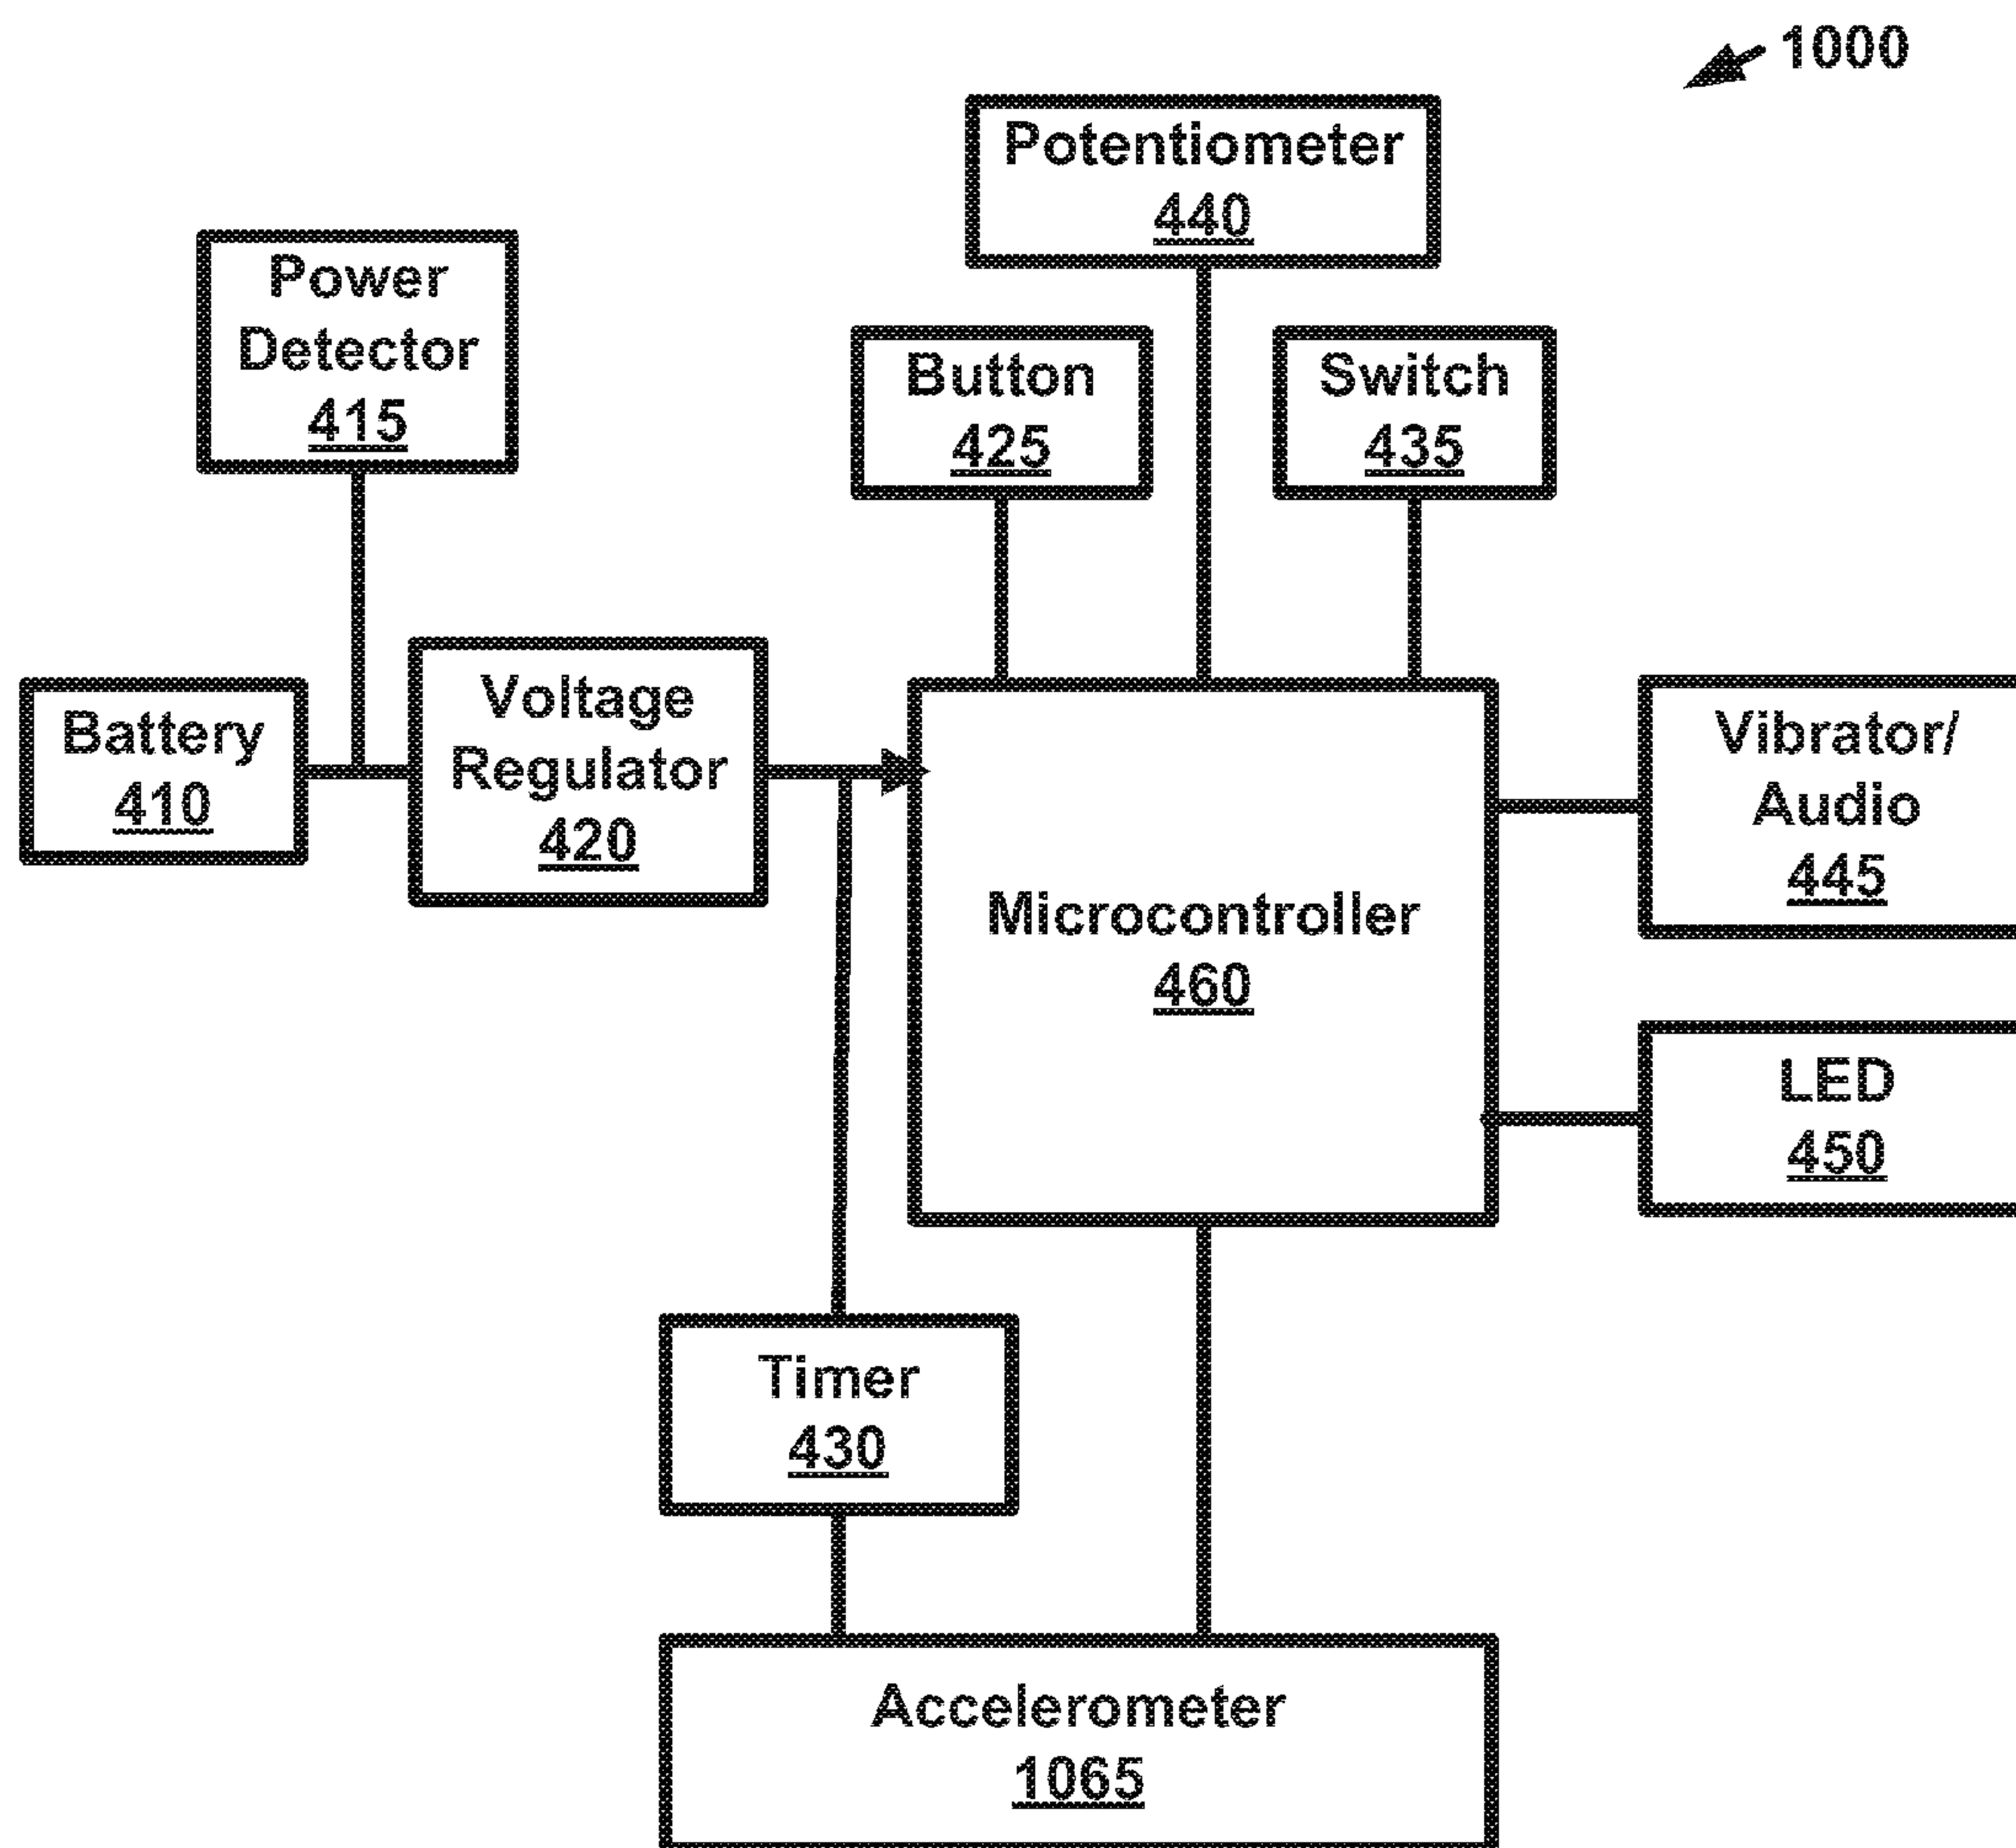 1000
Potentiometer
440
Power
Detector
415
Button
425
Switch
435
Battery
410
Voltage
Regulator
420
Microcontroller
460
Vibrator/
Audio
445
LED
450
Timer
430
Accelerometer
1065